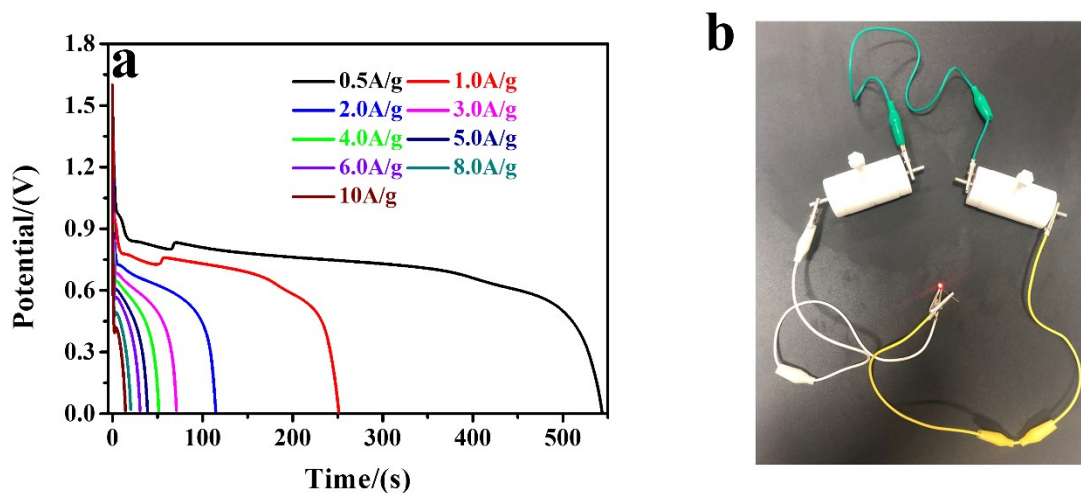 a
b
1.8
1.5
1.2
0.9
0.6
0.3
0.0
Potential/(V)
0.5A/g 1.0A/g
2.0A/g 3.0A/g
4.0A/g 5.0A/g
6.0A/g 8.0A/g
10A/g
0 100 200 300 400 500
Time/(s)